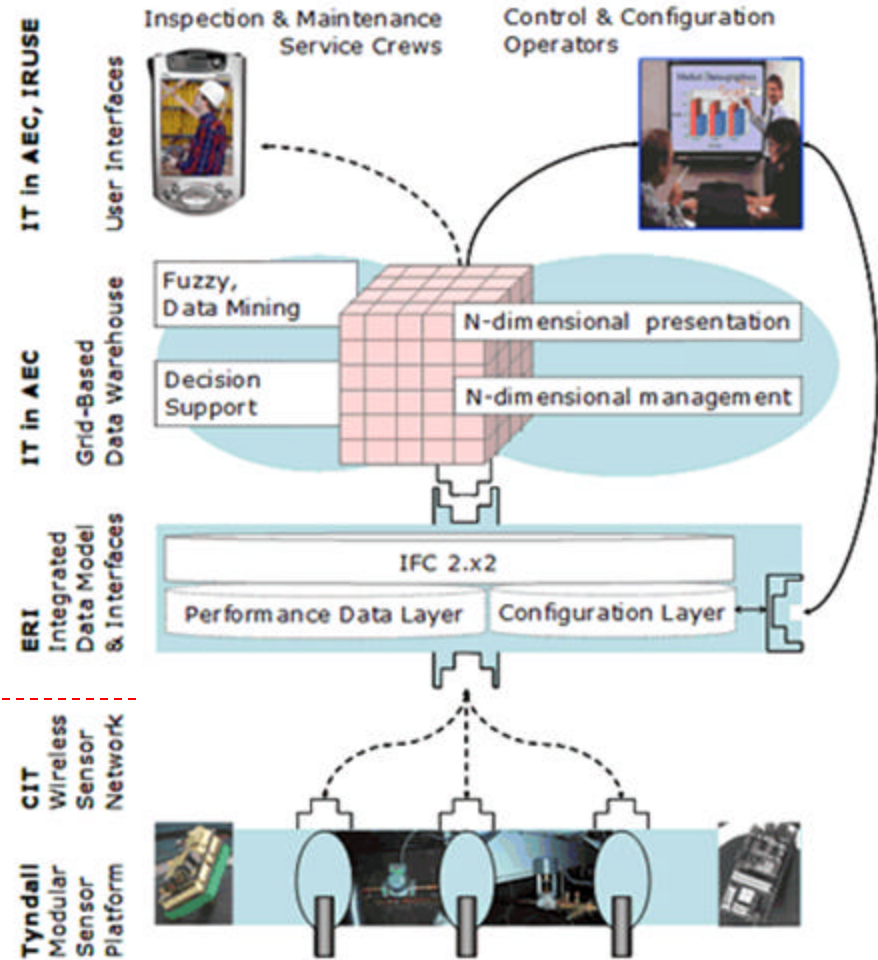 Inspection & Maintenance
Service Crews
Control & Configuration
Operators
IT in AEC, IRUSE
User Interfaces
Fuzzy,
Data Mining
Decision
Support
N-dimensional presentation
N-dimensional management
IT in AEC
Grid-Based
Data Warehouse
IFC 2.x2
Performance Data Layer
Configuration Layer
ERI
Integrated
Data Model
& Interfaces
CIT
Wireless
Sensor
Network
Tyndall
Modular
Sensor
Platform